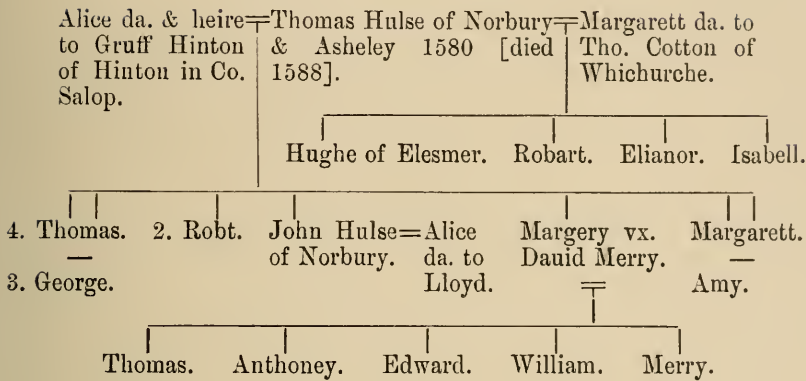 Alice da. & heire=Thomas Hulse of Norbury=Margarett da. to
to Gruff Hinton & Asheley 1580 [died Tho. Cotton of
of Hinton in Co. 1588]. Whichurche.
Salop.
Hughe of Elesmer. Robart. Elianor. Isabell.
4. Thomas. 2. Robt. John Hulse=Alice Margery vx. Margarett.
— of Norbury. da. to Dauid Merry. —
3. George. Lloyd. Amy.
Thomas. Anthoney. Edward. William. Merry.